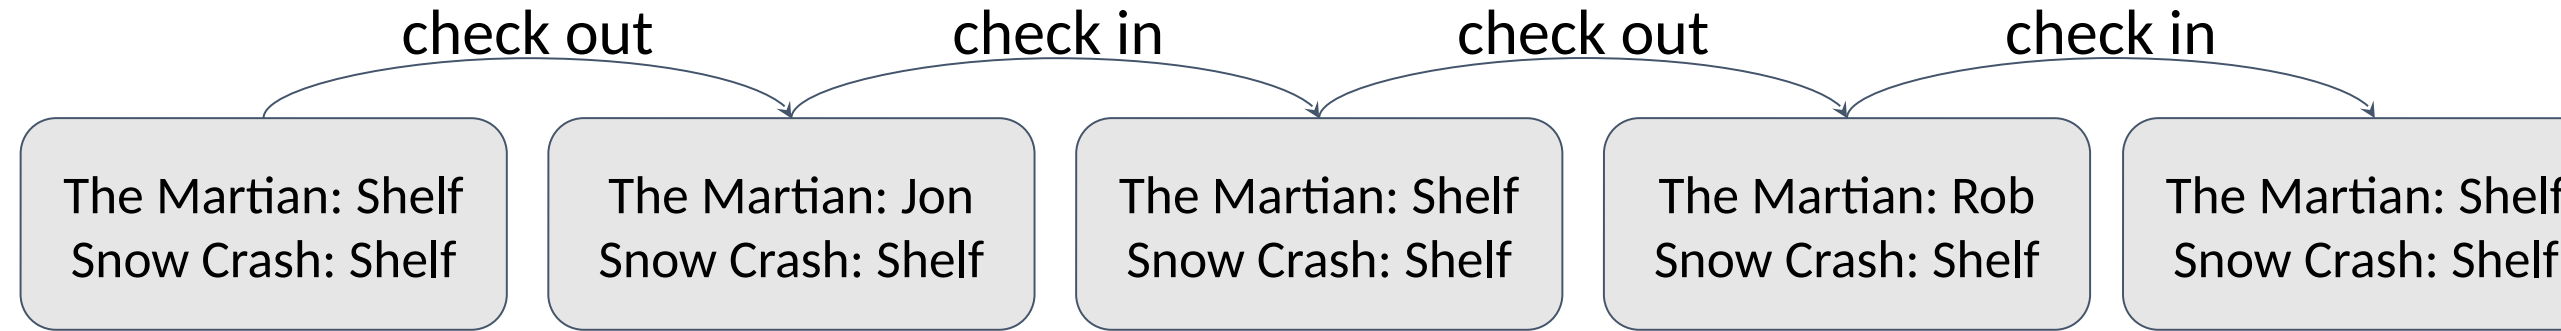 check out
check in
check out
check in
The Martian: Shelf
Snow Crash: Shelf
The Martian: Jon
Snow Crash: Shelf
The Martian: Shelf
Snow Crash: Shelf
The Martian: Rob
Snow Crash: Shelf
The Martian: Shelf
Snow Crash: Shelf